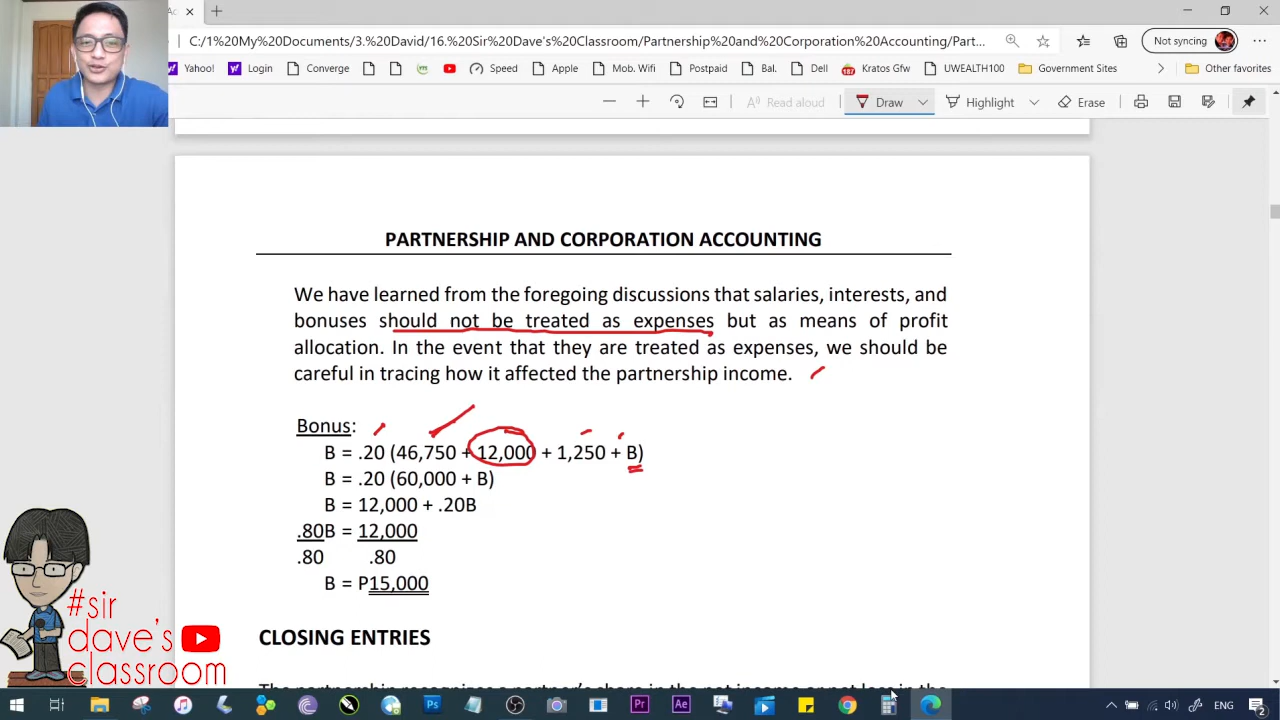 C:/1%20My%20Documents/3.%20David/16.%20Sir%20Dave's%20Classroom/Partnership%20and%20Corporation%20Accounting/Part...
Not syncing
Yahoo!
Login
Converge
Speed
Apple
Mob. Wifi
Postpaid
Bal.
Dell
Kratos Gfw
UWEALTH100
Government Sites
Other favorites
Read aloud
Draw
Highlight
Erase
PARTNERSHIP AND CORPORATION ACCOUNTING
We have learned from the foregoing discussions that salaries, interests, and
bonuses should not be treated as expenses but as means of profit
allocation. In the event that they are treated as expenses, we should be
careful in tracing how it affected the partnership income.
Bonus:
B = .20 (46,750 + 12,000 + 1,250 + B)
B = .20 (60,000 + B)
B = 12,000 + .20B
.80B = 12,000
.80 .80
B = P15,000
#sir
dave's
classroom
CLOSING ENTRIES
ENG